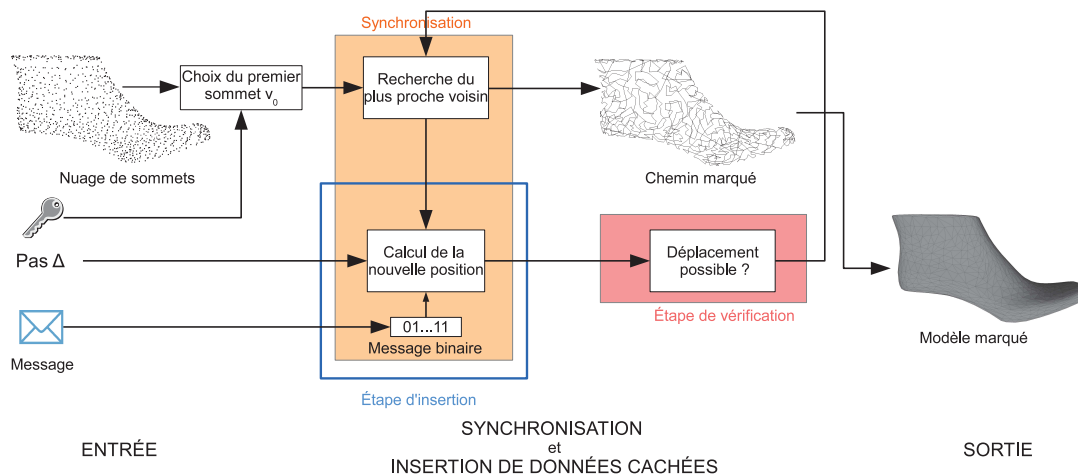 Synchronisation
Choix du premier
sommet v0
Recherche du
plus proche voisin
Nuage de sommets
Chemin marqué
Pas Δ
Calcul de la
nouvelle position
Déplacement
possible ?
01...11
Message binaire
Étape de vérification
Message
Modèle marqué
Étape d'insertion
ENTRÉE
SYNCHRONISATION
et
INSERTION DE DONNÉES CACHÉES
SORTIE